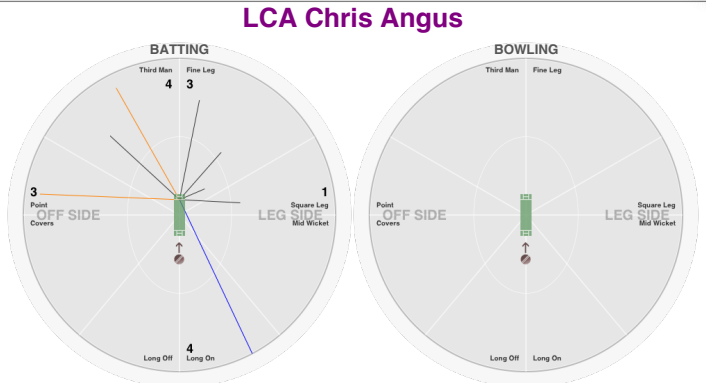 LCA Chris Angus
BATTING
Third Man Fine Leg
4 3
3 1
Point Square Leg
OFF SIDE LEG SIDE
Covers Mid Wicket
4
Long Off Long On
BOWLING
Third Man Fine Leg
Point Square Leg
OFF SIDE LEG SIDE
Covers Mid Wicket
Long Off Long On